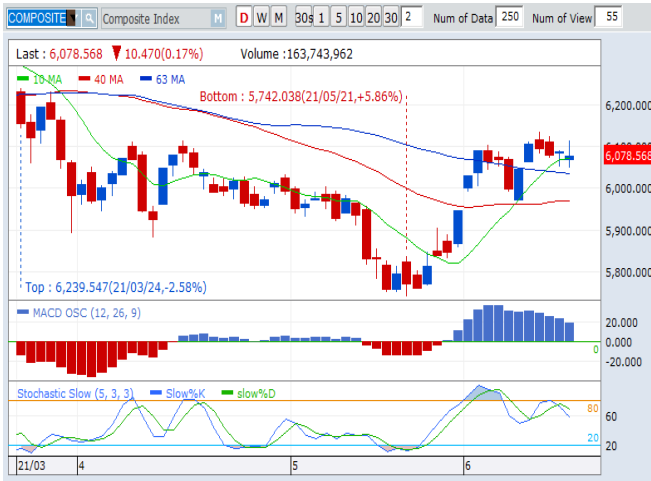 COMPOSITE Composite Index M D W M 30s 1 5 10 20 30 2 Num of Data 250 Num of View 55
Last : 6,078.568 ▼ 10.470(0.17%) Volume :163,743,962
10 MA 40 MA 63 MA
Bottom : 5,742.038(21/05/21,+5.86%)
6,200.000
6,078.568
6,000.000
5,900.000
5,800.000
Top : 6,239.547(21/03/24,-2.58%)
MACD OSC (12, 26, 9)
20.000
0.000
0
-20.000
Stochastic Slow (5, 3, 3) Slow%K slow%D
80
60
20
20
21/03 4 5 6